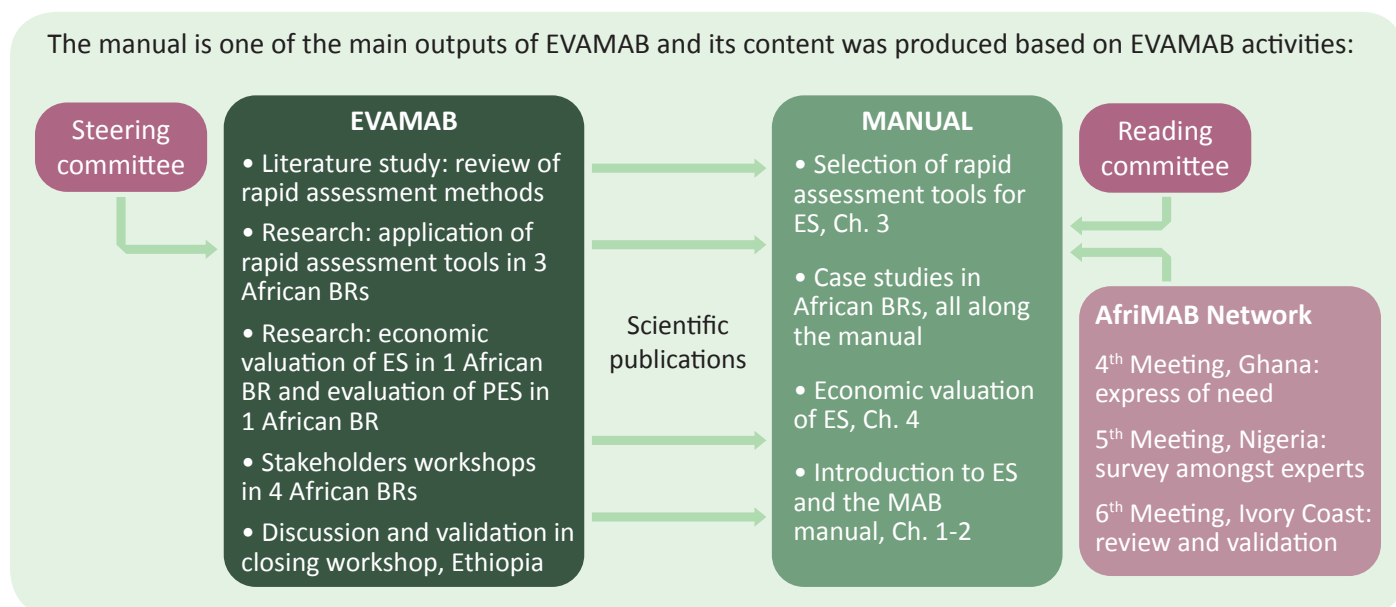 The manual is one of the main outputs of EVAMAB and its content was produced based on EVAMAB activities:
Steering
committee
EVAMAB
• Literature study: review of
rapid assessment methods
• Research: application of
rapid assessment tools in 3
African BRs
• Research: economic
valuation of ES in 1 African
BR and evaluation of PES in
1 African BR
• Stakeholders workshops
in 4 African BRs
• Discussion and validation in
closing workshop, Ethiopia
Scientific
publications
MANUAL
• Selection of rapid
assessment tools for
ES, Ch. 3
• Case studies in
African BRs, all along
the manual
• Economic valuation
of ES, Ch. 4
• Introduction to ES
and the MAB
manual, Ch. 1-2
Reading
committee
AfriMAB Network
4th Meeting, Ghana:
express of need
5th Meeting, Nigeria:
survey amongst experts
6th Meeting, Ivory Coast:
review and validation